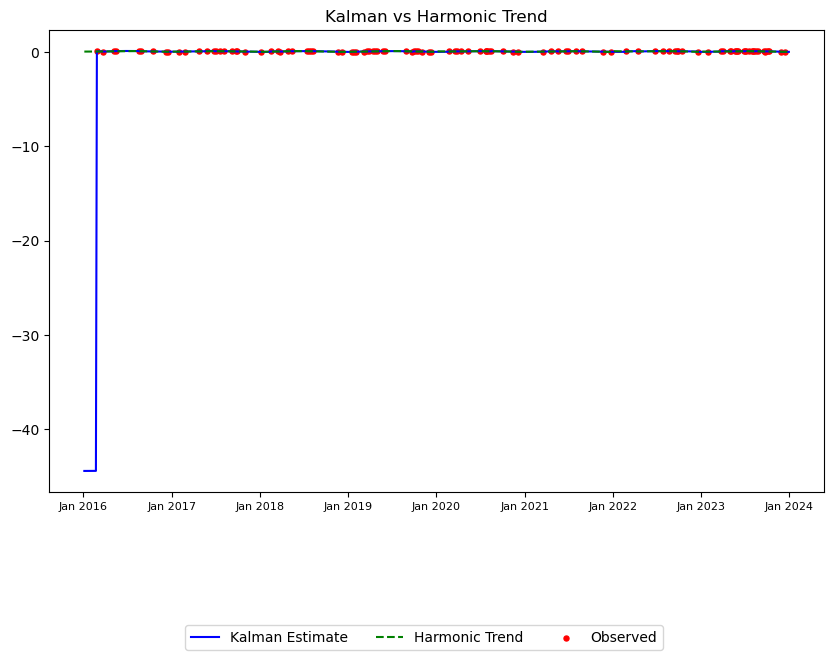 Kalman vs Harmonic Trend
0
−10
−20
−30
−40
Jan 2016 Jan 2017 Jan 2018 Jan 2019 Jan 2020 Jan 2021 Jan 2022 Jan 2023 Jan 2024
Kalman Estimate Harmonic Trend Observed